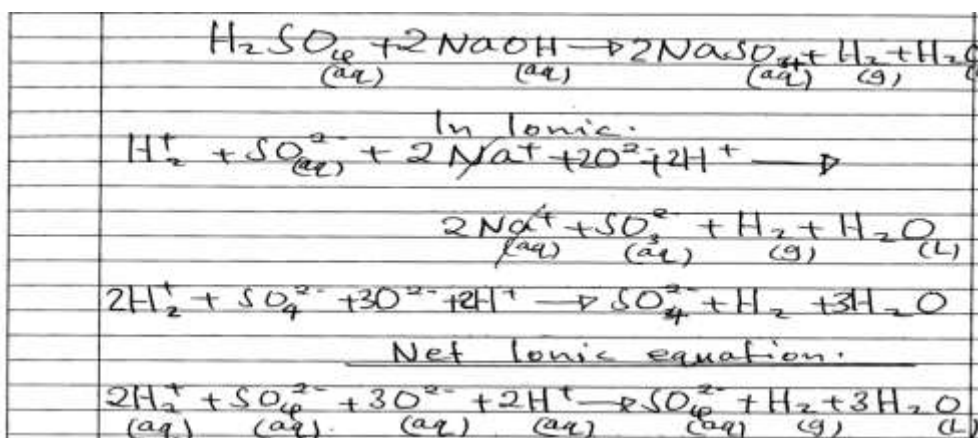 H₂SO₄ + 2NaOH → 2NaSO₄ + H₂ + H₂O
(aq) (aq) (aq) (g)
In Ionic.
H₂⁺ + SO²⁻(aq) + 2Na⁺ + 2O²⁻ + 2H⁺ →
2Na⁺(aq) + SO₃²⁻(aq) + H₂(g) + H₂O(L)
2H₂⁺ + SO₄²⁻ + 3O²⁻ + 2H⁺ → SO₄²⁻ + H₂ + 3H₂O
Net Ionic equation.
2H₂⁺ + SO₄²⁻ + 3O²⁻ + 2H⁺ → SO₄²⁻ + H₂ + 3H₂O
(aq) (aq). (aq) (aq) (aq) (g) (L